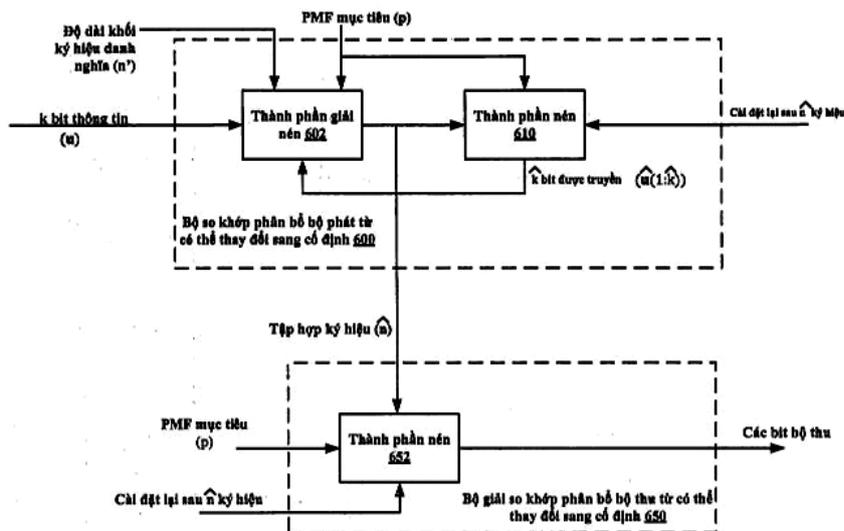 PMF mục tiêu (p)
Độ dài khối
ký hiệu danh
nghĩa (n’)
k bit thông tin
(u)
Thành phần giải
nén 602
Thành phần nén
610
Cài đặt lại sau n̂ ký hiệu
k̂ bit được truyền (û(1:k̂))
Bộ so khớp phân bổ bộ phát từ
có thể thay đổi sang cố định 600
Tập hợp ký hiệu (n̂)
PMF mục tiêu
(p)
Thành phần nén
652
Các bit bộ thu
Cài đặt lại sau n̂ ký hiệu
Bộ giải so khớp phân bổ bộ thu từ có thể
thay đổi sang cố định 650